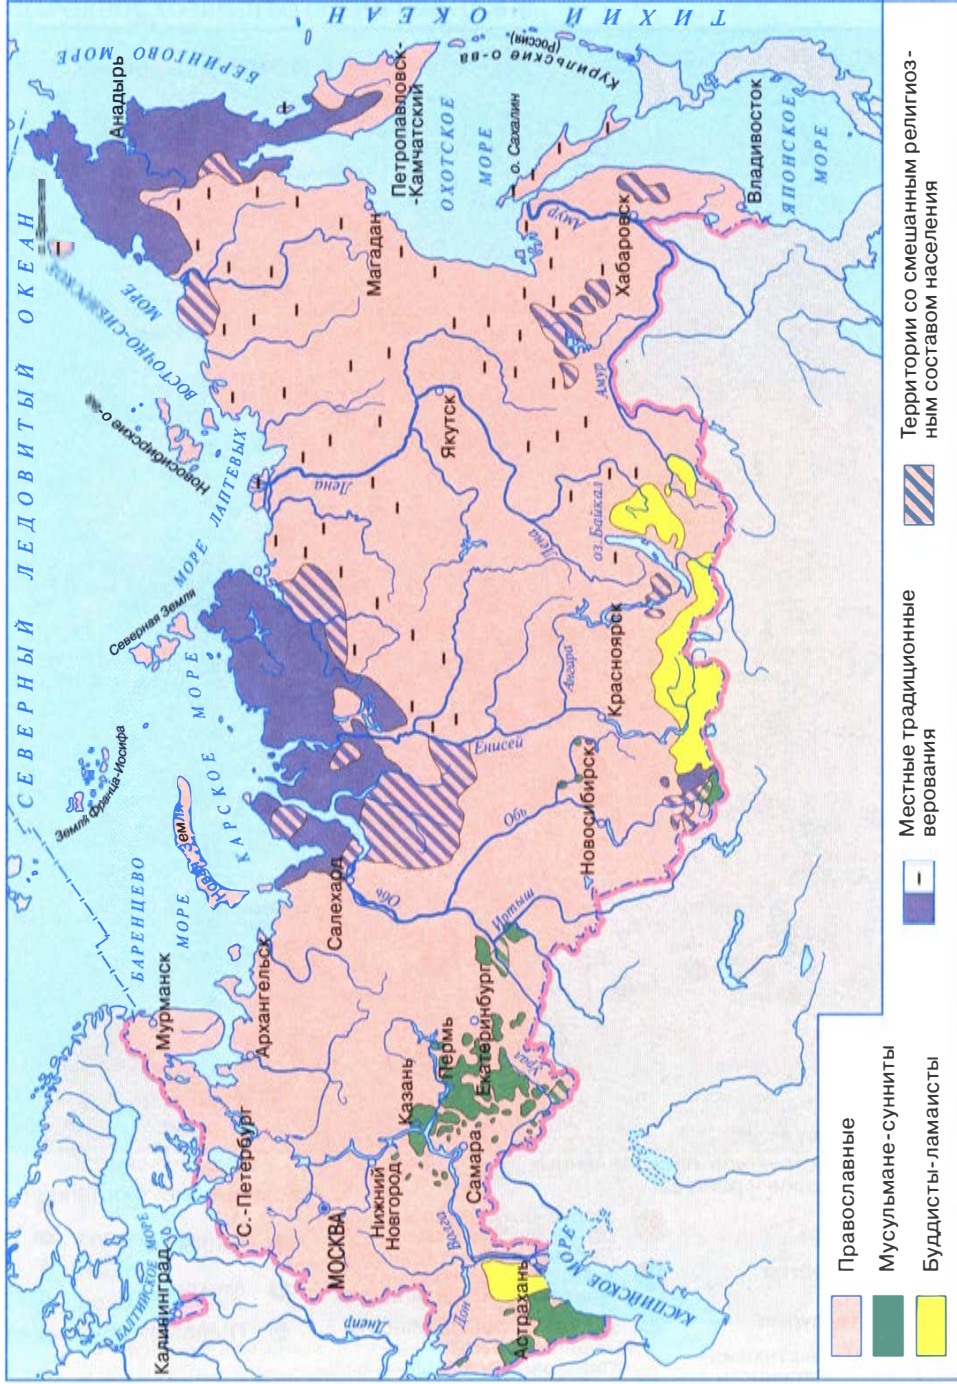 СЕВЕРНЫЙ ЛЕДОВИТЫЙ ОКЕАН
ТИХИЙ ОКЕАН
БЕРИНГОВО МОРЕ
Анадырь
ВОСТОЧНО-СИБИРСКОЕ
МОРЕ
Новосибирские о-ва
МОРЕ ЛАПТЕВЫХ
Северная Земля
Земля Франца-Иосифа
КАРСКОЕ МОРЕ
Новая Земля
БАРЕНЦЕВО
МОРЕ
Мурманск
Архангельск
Салехард
Петропавловск-
-Камчатский
Курильские о-ва
(Россия)
ОХОТСКОЕ
МОРЕ
о. Сахалин
Магадан
Якутск
Лена
Лена
Амур
Амур
Хабаровск
Владивосток
ЯПОНСКОЕ
МОРЕ
оз. Байкал
Ангара
Красноярск
Енисей
Новосибирск
Обь
Обь
Иртыш
Екатеринбург
Пермь
Урал
Казань
Самара
Нижний
Новгород
Волга
МОСКВА
С.-Петербург
БАЛТИЙСКОЕ МОРЕ
Калининград
Днепр
Дон
Астрахань
КАСПИЙСКОЕ МОРЕ
Православные
Мусульмане-сунниты
Буддисты-ламаисты
Местные традиционные
верования
Территории со смешанным религиоз-
ным составом населения